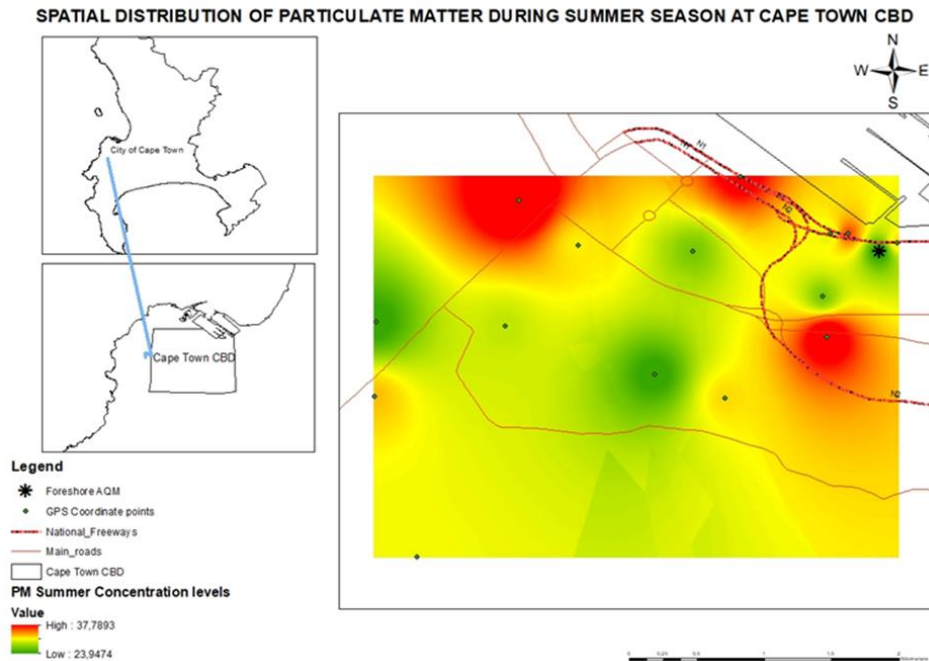 SPATIAL DISTRIBUTION OF PARTICULATE MATTER DURING SUMMER SEASON AT CAPE TOWN CBD
N
W E
S
City of Cape Town
Cape Town CBD
N1
N2
Legend
Foreshore AQM
GPS Coordinate points
National_Freeways
Main_roads
Cape Town CBD
PM Summer Concentration levels
Value
High : 37,7893
Low : 23,9474